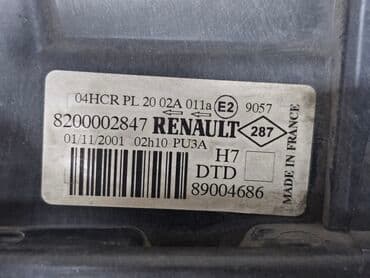 04HCR PL 20 02A 011a E2 9057
8200002847 RENAULT 287
01/11/2001 02h10 PU3A
H7
DTD
89004686
MADE IN FRANCE